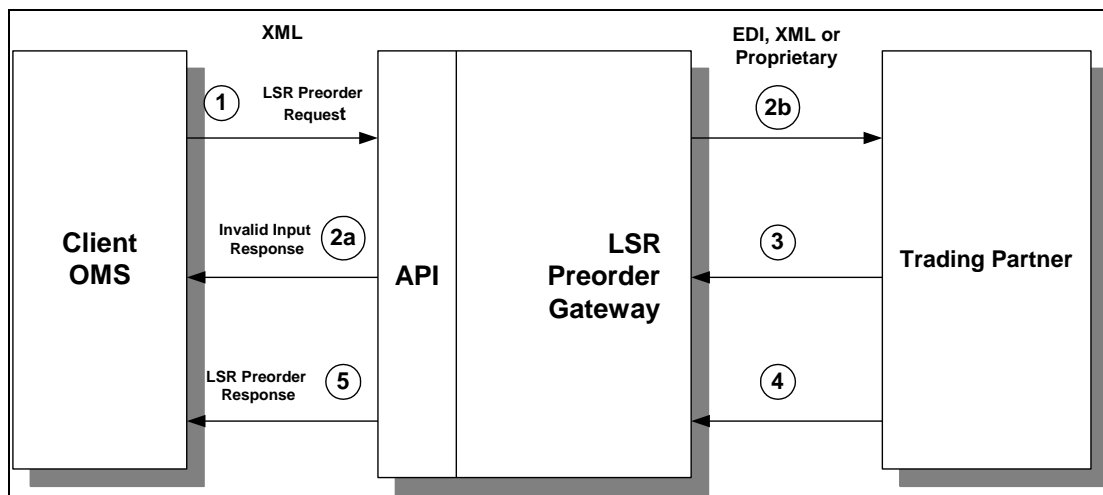 XML
EDI, XML or
Proprietary
1
LSR Preorder
Request
2b
Invalid Input
Response
2a
3
Client
OMS
API
LSR
Preorder
Gateway
Trading Partner
LSR Preorder
Response
5
4